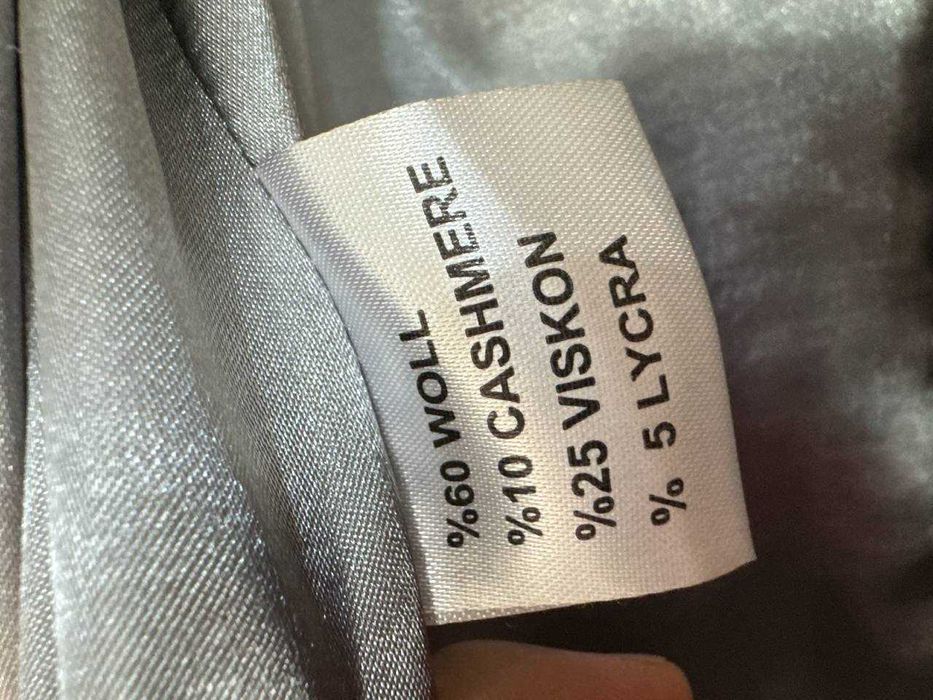 %60 WOLL
%10 CASHMERE
%25 VISKON
% 5 LYCRA